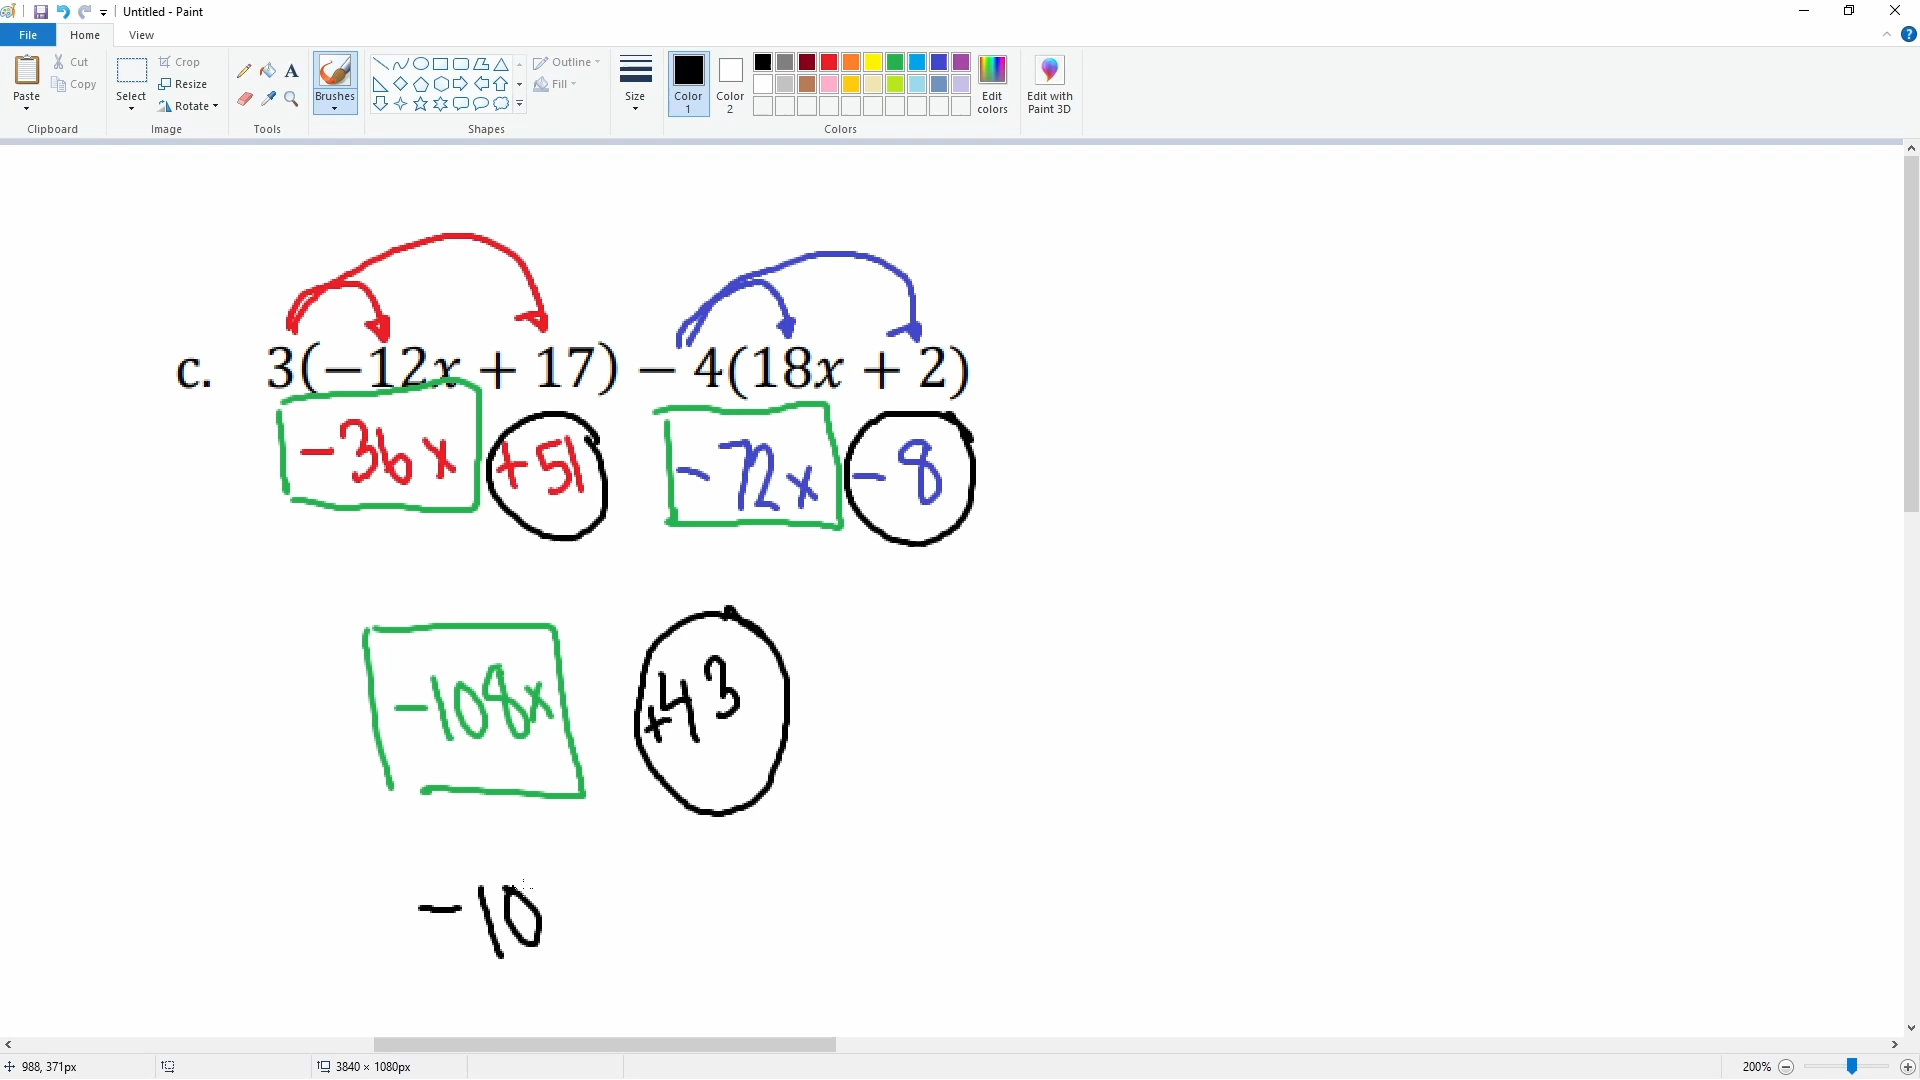 Untitled - Paint
File Home View
Paste Cut Copy Clipboard
Select Crop Resize Rotate Image
A Tools
Brushes
Shapes Outline Fill
Size
Color 1 Color 2 Edit colors Colors
Edit with Paint 3D
c. 3(−12x + 17) − 4(18x + 2)
-36x +51 -72x -8
-108x +43
-10
988, 371px 3840 × 1080px 200%